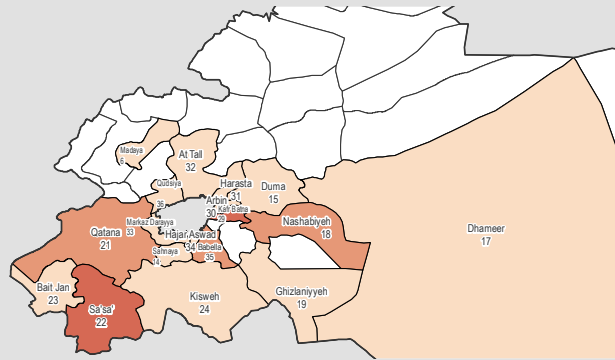 Madaya
6
At Tall
32
Qudsiya
36
Harasta
31
Duma
15
Arbin
30
Kafr Batna
29
Markaz Darayya
33
Nashabiyeh
18
Qatana
21
Hajar Aswad
34
Dhameer
17
Sahnaya
14
Babella
35
Bait Jan
23
Sa'sa'
22
Kisweh
24
Ghizlaniyyeh
19